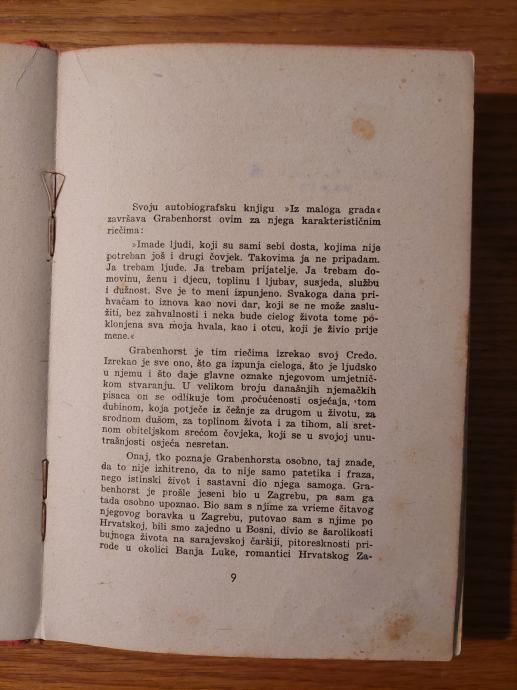 Svoju autobiografsku knjigu »Iz maloga grada«
završava Grabenhorst ovim za njega karakterističnim
riečima:
»Imade ljudi, koji su sami sebi dosta, kojima nije
potreban još i drugi čovjek. Takovima ja ne pripadam.
Ja trebam ljude. Ja trebam prijatelje. Ja trebam do-
movinu, ženu i djecu, toplinu i ljubav, susjeda, službu
i dužnost. Sve je to meni izpunjeno. Svakoga dana pri-
hvaćam to iznova kao novi dar, koji se ne može zaslu-
žiti, bez zahvalnosti i neka bude cielog života tome po-
klonjena sva moja hvala, kao i otcu, koji je živio prije
mene.«
Grabenhorst je tim riečima izrekao svoj Credo.
Izrekao je sve ono, što ga izpunja cieloga, što je ljudsko
u njemu i što daje glavne oznake njegovom umjetnič-
kom stvaranju. U velikom broju današnjih njemačkih
pisaca on se odlikuje tom proćućenosti osjećaja, tom
dubinom, koja potječe iz čežnje za drugom u životu, za
srodnom dušom, za toplinom života i za tihom, ali sret-
nom obiteljskom srećom čovjeka, koji se u svojoj unu-
trašnjosti osjeća nesretan.
Onaj, tko poznaje Grabenhorsta osobno, taj znade,
da to nije izhitreno, da to nije samo patetika i fraza,
nego istinski život i sastavni dio njega samoga. Gra-
benhorst je prošle jeseni bio u Zagrebu, pa sam ga
tada osobno upoznao. Bio sam s njime za vrieme čitavog
njegovog boravka u Zagrebu, putovao sam s njime po
Hrvatskoj, bili smo zajedno u Bosni, divio se šarolikosti
bujnoga života na sarajevskoj čaršiji, pitoresknosti pri-
rode u okolici Banja Luke, romantici Hrvatskog Za-
9